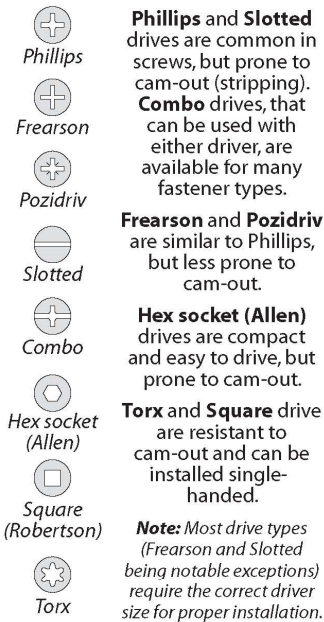 Phillips
Frearson
Pozidriv
Slotted
Combo
Hex socket
(Allen)
Square
(Robertson)
Torx
Phillips and Slotted
drives are common in
screws, but prone to
cam-out (stripping).
Combo drives, that
can be used with
either driver, are
available for many
fastener types.
Frearson and Pozidriv
are similar to Phillips,
but less prone to
cam-out.
Hex socket (Allen)
drives are compact
and easy to drive, but
prone to cam-out.
Torx and Square drive
are resistant to
cam-out and can be
installed single-
handed.
Note: Most drive types
(Frearson and Slotted
being notable exceptions)
require the correct driver
size for proper installation.